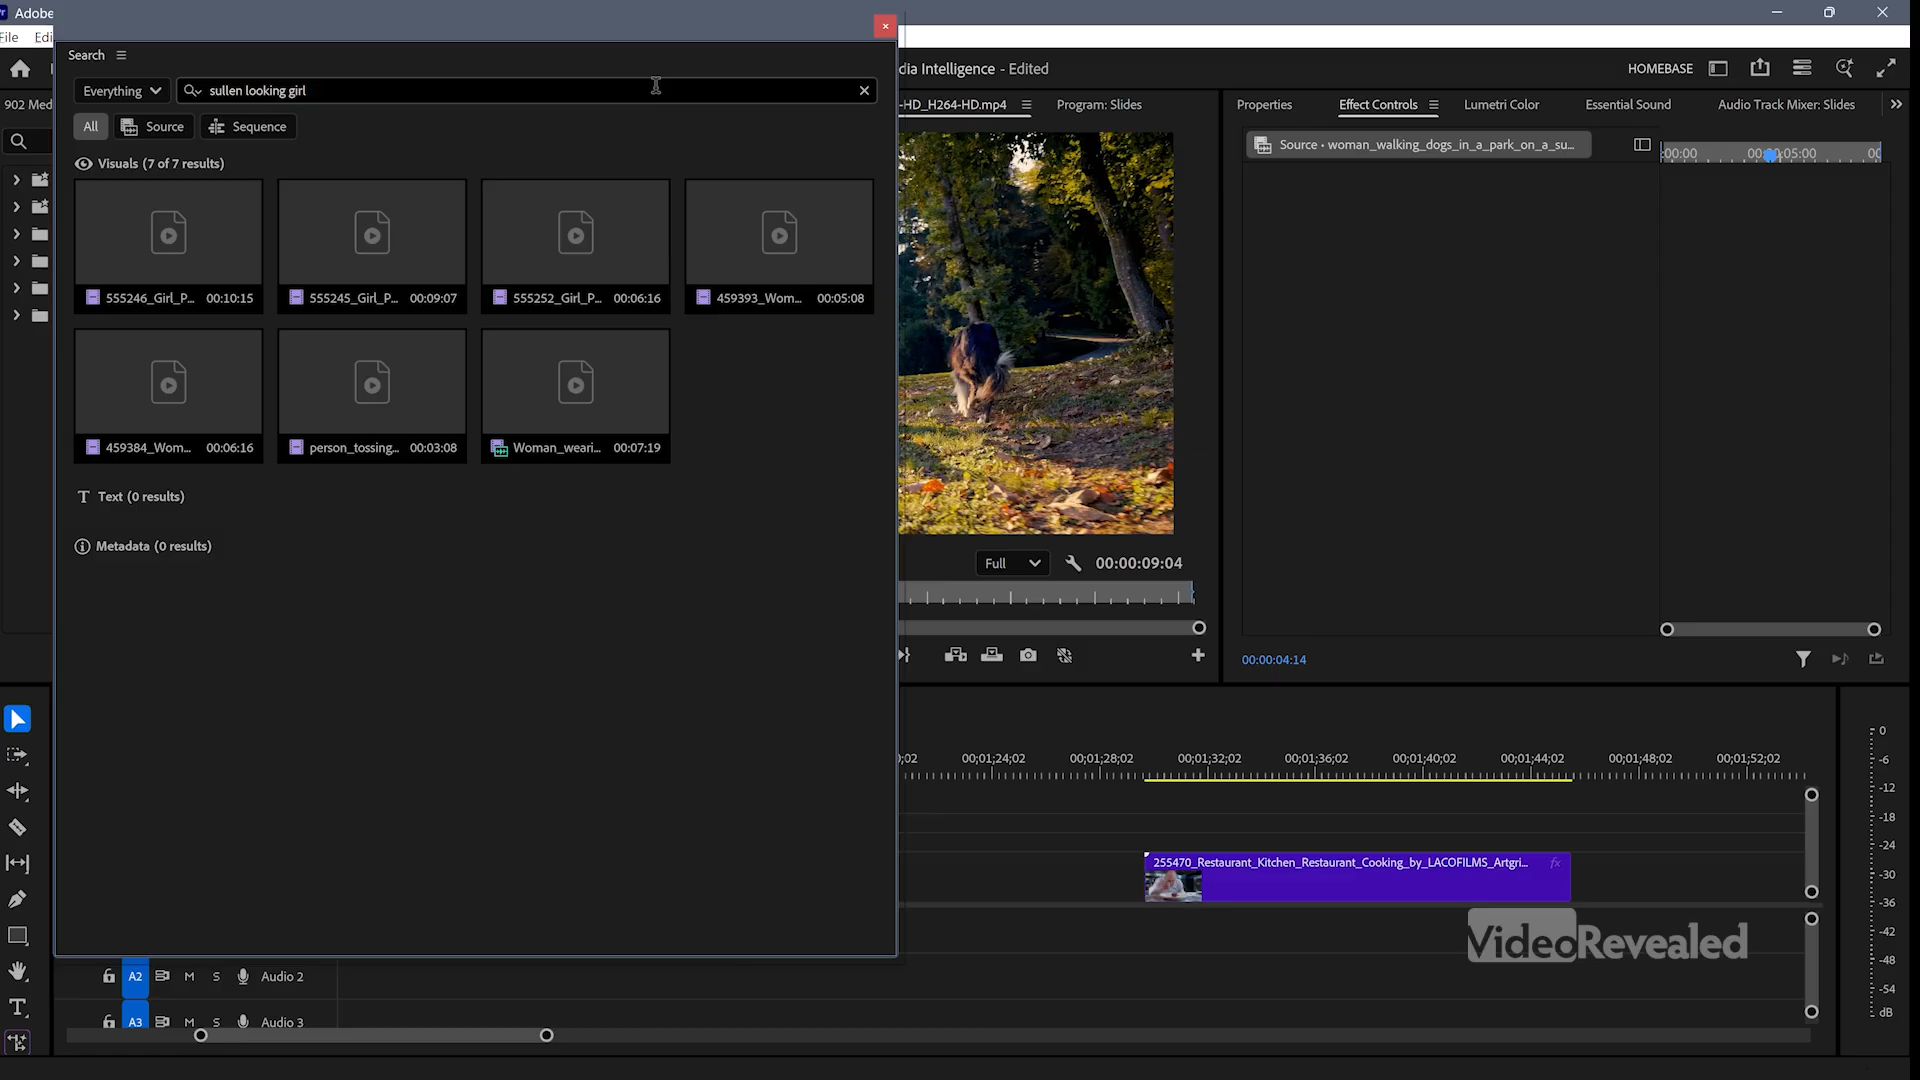 Adobe
File Edi
Search
Everything
sullen looking girl
All
Source
Sequence
Visuals (7 of 7 results)
555246_Girl_P... 00:10:15
555245_Girl_P... 00:09:07
555252_Girl_P... 00:06:16
459393_Wom... 00:05:08
459384_Wom... 00:06:16
person_tossing... 00:03:08
Woman_weari... 00:07:19
Text (0 results)
Metadata (0 results)
902 Med
dia Intelligence - Edited
HOMEBASE
-HD_H264-HD.mp4
Program: Slides
Properties
Effect Controls
Lumetri Color
Essential Sound
Audio Track Mixer: Slides
Source • woman_walking_dogs_in_a_park_on_a_su...
:00:00
05:00
Full
00:00:09:04
00:00:04:14
;02 00;01;24;02 00;01;28;02 00;01;32;02 00;01;36;02 00;01;40;02 00;01;44;02 00;01;48;02 00;01;52;02
255470_Restaurant_Kitchen_Restaurant_Cooking_by_LACOFILMS_Artgri... fx
VideoRevealed
A2 M S Audio 2
A3 M S Audio 3
0
-6
-12
-18
-24
-30
-36
-42
-48
-54
dB